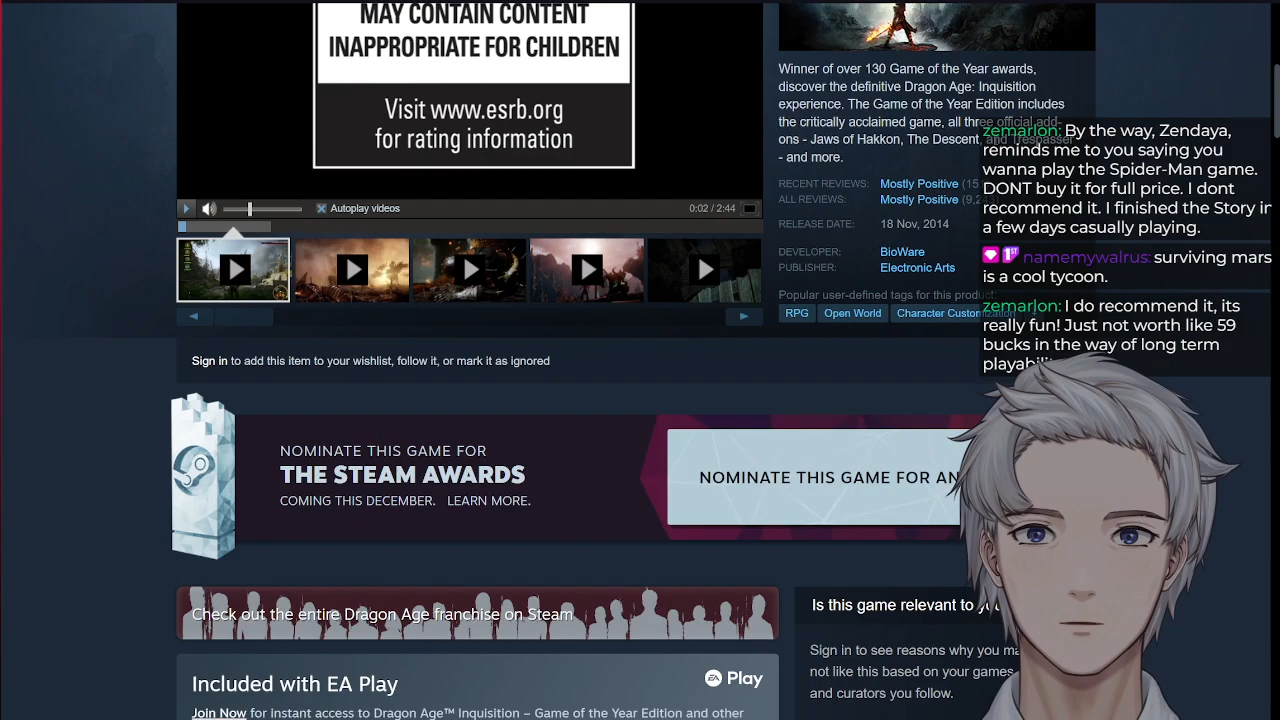 MAY CONTAIN CONTENT
INAPPROPRIATE FOR CHILDREN
Visit www.esrb.org
for rating information
Autoplay videos
0:02 / 2:44
Sign in to add this item to your wishlist, follow it, or mark it as ignored
NOMINATE THIS GAME FOR
THE STEAM AWARDS
COMING THIS DECEMBER. LEARN MORE.
NOMINATE THIS GAME FOR AN
Check out the entire Dragon Age franchise on Steam
Included with EA Play
EA Play
Join Now for instant access to Dragon Age™ Inquisition – Game of the Year Edition and other
Winner of over 130 Game of the Year awards,
discover the definitive Dragon Age: Inquisition
experience. The Game of the Year Edition includes
the critically acclaimed game, all three official add-
ons - Jaws of Hakkon, The Descent, and Trespasser
- and more.
RECENT REVIEWS: Mostly Positive (15
ALL REVIEWS: Mostly Positive (9,243)
RELEASE DATE: 18 Nov, 2014
DEVELOPER: BioWare
PUBLISHER: Electronic Arts
Popular user-defined tags for this product:
RPG Open World Character Customization
Is this game relevant to you
Sign in to see reasons why you ma
not like this based on your games
and curators you follow.
zemarlon: By the way, Zendaya,
reminds me to you saying you
wanna play the Spider-Man game.
DONT buy it for full price. I dont
recommend it. I finished the Story in
a few days casually playing.
1ST namemywalrus: surviving mars
is a cool tycoon.
zemarlon: I do recommend it, its
really fun! Just not worth like 59
bucks in the way of long term
playabili